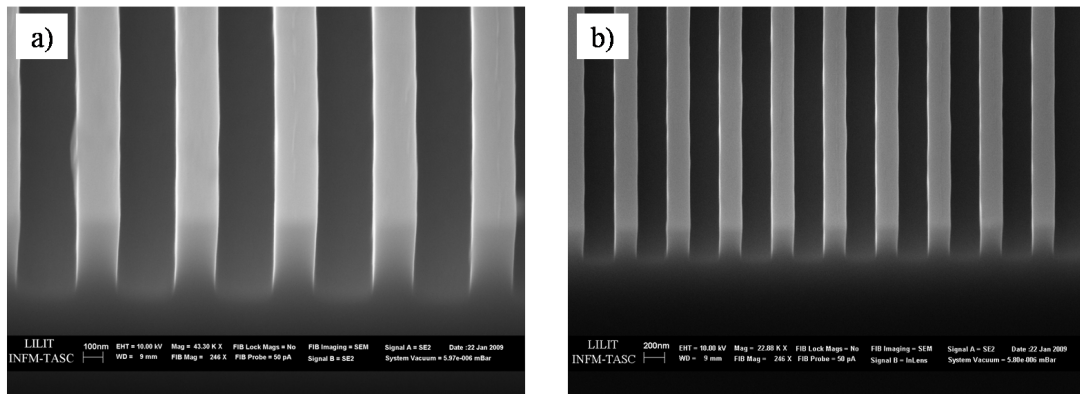 a)
b)
LILIT
INFM-TASC
100nm
EHT = 10.00 kV Mag = 43.30 K X FIB Lock Mags = No FIB Imaging = SEM Signal A = SE2 Date :22 Jan 2009
WD = 9 mm FIB Mag = 246 X FIB Probe = 50 pA Signal B = SE2 System Vacuum = 5.97e-006 mBar
LILIT
INFM-TASC
200nm
EHT = 10.00 kV Mag = 22.88 K X FIB Lock Mags = No FIB Imaging = SEM Signal A = SE2 Date :22 Jan 2009
WD = 9 mm FIB Mag = 246 X FIB Probe = 50 pA Signal B = InLens System Vacuum = 5.80e-006 mBar